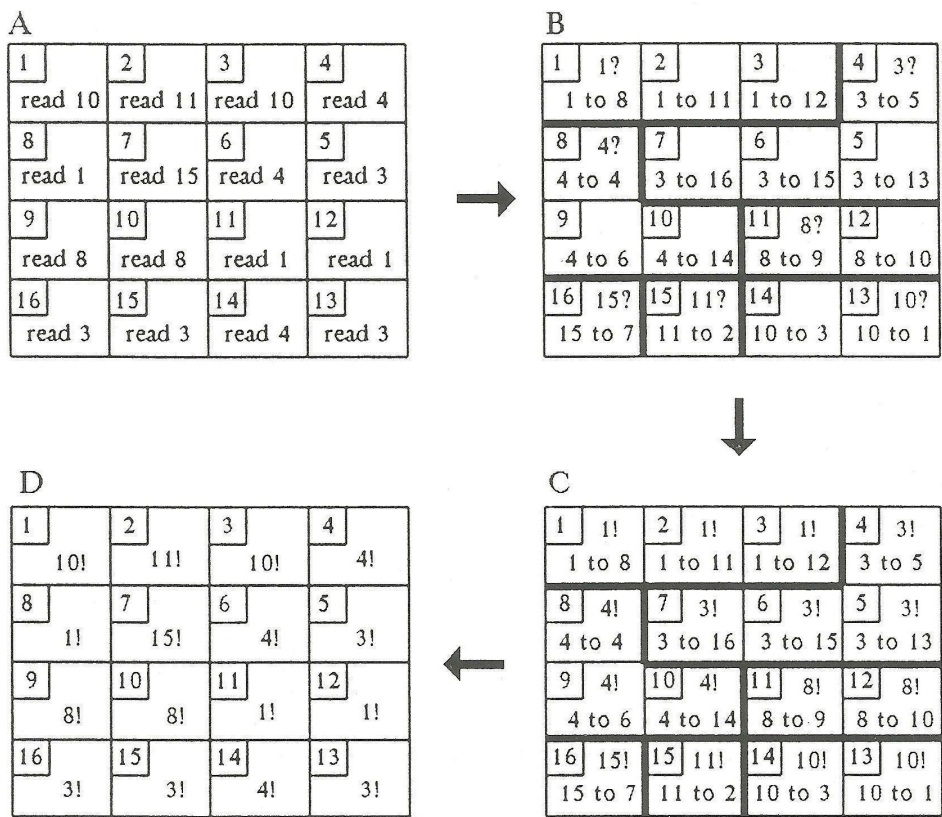 A
1 2 3 4
read 10 read 11 read 10 read 4
8 7 6 5
read 1 read 15 read 4 read 3
9 10 11 12
read 8 read 8 read 1 read 1
16 15 14 13
read 3 read 3 read 4 read 3
B
1 1? 2 3 4 3?
1 to 8 1 to 11 1 to 12 3 to 5
8 4? 7 6 5
4 to 4 3 to 16 3 to 15 3 to 13
9 10 11 8? 12
4 to 6 4 to 14 8 to 9 8 to 10
16 15? 15 11? 14 13 10?
15 to 7 11 to 2 10 to 3 10 to 1
D
1 2 3 4
10! 11! 10! 4!
8 7 6 5
1! 15! 4! 3!
9 10 11 12
8! 8! 1! 1!
16 15 14 13
3! 3! 4! 3!
C
1 1! 2 1! 3 1! 4 3!
1 to 8 1 to 11 1 to 12 3 to 5
8 4! 7 3! 6 3! 5 3!
4 to 4 3 to 16 3 to 15 3 to 13
9 4! 10 4! 11 8! 12 8!
4 to 6 4 to 14 8 to 9 8 to 10
16 15! 15 11! 14 10! 13 10!
15 to 7 11 to 2 10 to 3 10 to 1